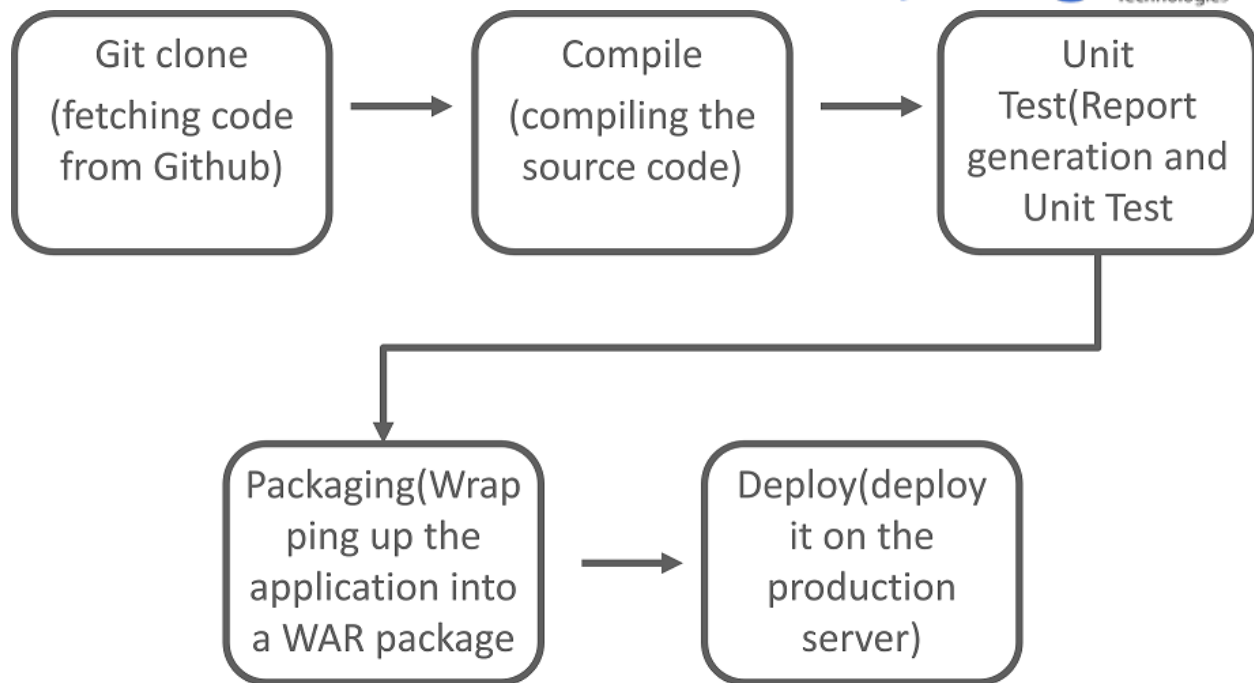 Git clone
(fetching code
from Github)
Compile
(compiling the
source code)
Unit
Test(Report
generation and
Unit Test
Packaging(Wrap
ping up the
application into
a WAR package
Deploy(deploy
it on the
production
server)